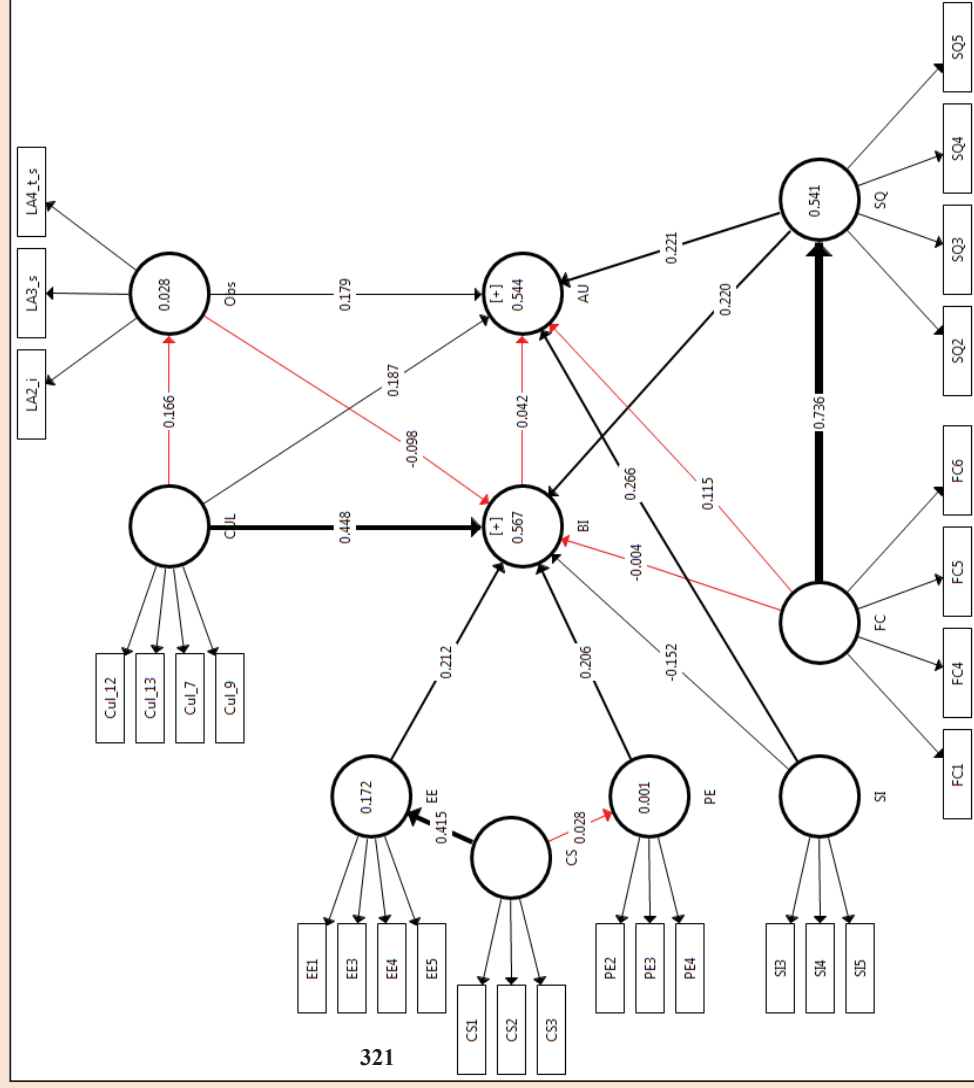 LA2_i
LA3_s
LA4_t_s
0.028
Obs
0.166
0.179
CUL
Cul_12
Cul_13
Cul_7
Cul_9
0.187
-0.098
0.448
[+]
0.544
AU
0.042
[+]
0.567
BI
0.212
0.206
-0.152
-0.004
0.266
0.115
0.220
0.221
0.172
EE
EE1
EE3
EE4
EE5
0.415
CS
CS1
CS2
CS3
0.028
0.001
PE
PE2
PE3
PE4
SI
SI3
SI4
SI5
FC
0.736
0.541
SQ
FC1
FC4
FC5
FC6
SQ2
SQ3
SQ4
SQ5
321